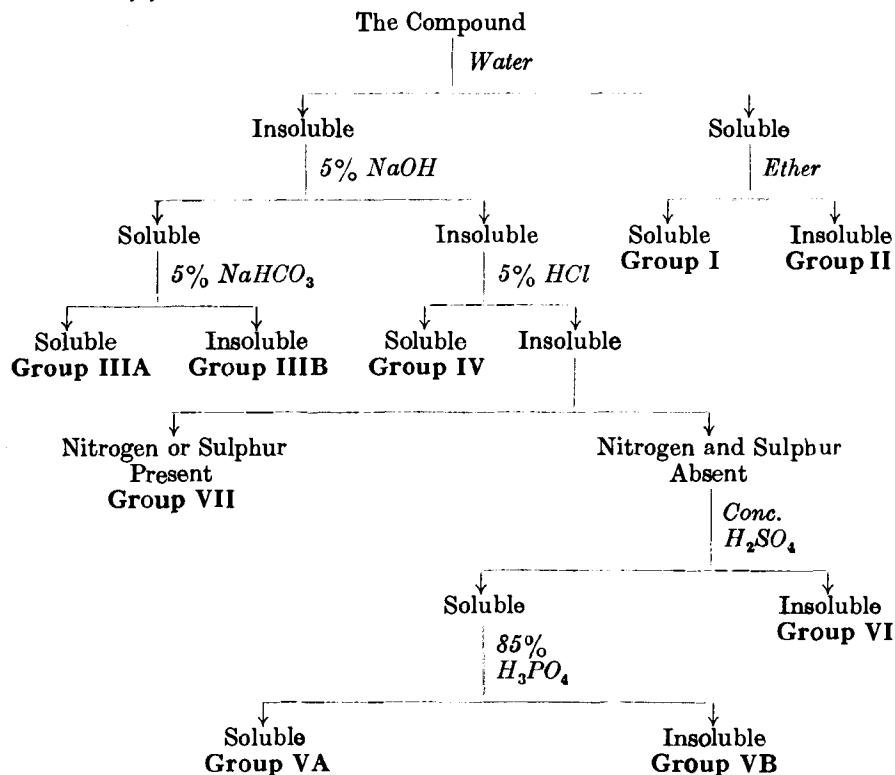 The Compound
Water
Insoluble Soluble
5% NaOH Ether
Soluble Insoluble Soluble Insoluble
Group I Group II
5% NaHCO₃ 5% HCl
Soluble Insoluble Soluble Insoluble
Group IIIA Group IIIB Group IV
Nitrogen or Sulphur Nitrogen and Sulphur
Present Absent
Group VII
Conc.
H₂SO₄
Soluble Insoluble
Group VI
85%
H₃PO₄
Soluble Insoluble
Group VA Group VB